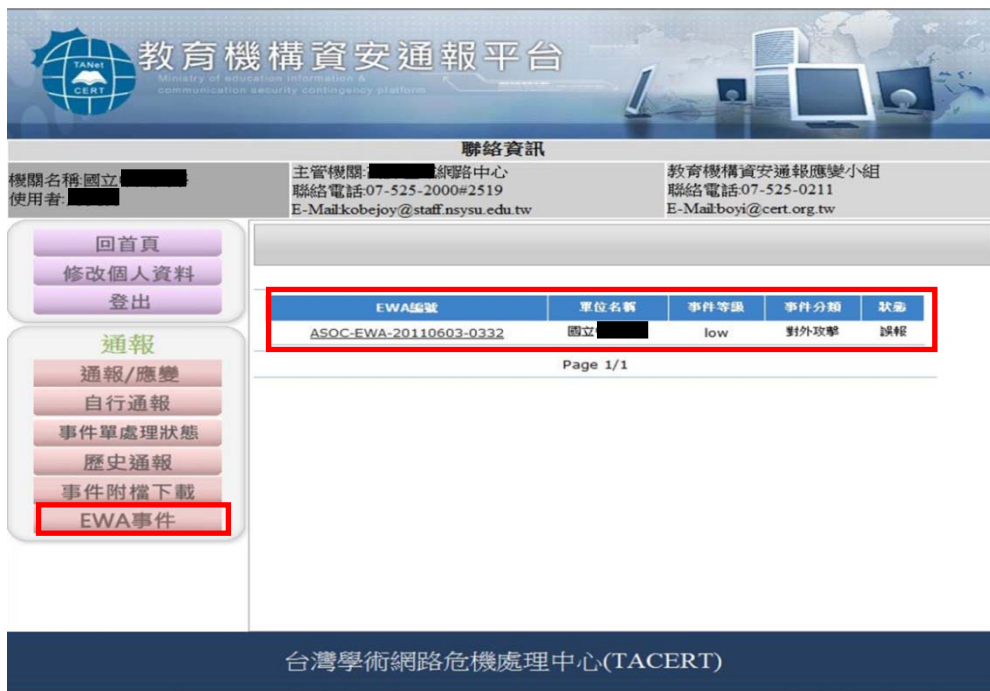 TANet
CERT
教育機構資安通報平台
Ministry of education information &
communication security contingency platform
聯絡資訊
機關名稱:國立
使用者:
主管機關: 網路中心
聯絡電話:07-525-2000#2519
E-Mail:kobejoy@staff.nsysu.edu.tw
教育機構資安通報應變小組
聯絡電話:07-525-0211
E-Mail:boyi@cert.org.tw
回首頁
修改個人資料
登出
通報
通報/應變
自行通報
事件單處理狀態
歷史通報
事件附檔下載
EWA事件
EWA編號 單位名稱 事件等級 事件分類 狀態
ASOC-EWA-20110603-0332 國立 low 對外攻擊 誤報
Page 1/1
台灣學術網路危機處理中心(TACERT)